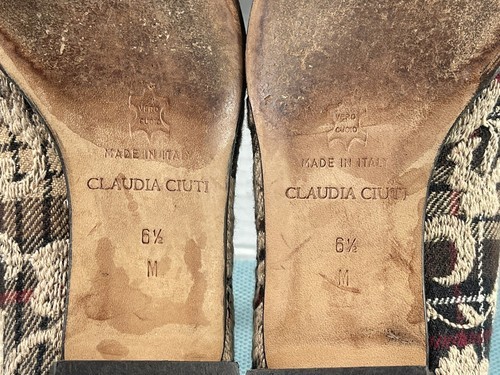 VERO
CUOIO
MADE IN ITALY
CLAUDIA CIUTI
6½
M
VERO
CUOIO
MADE IN ITALY
CLAUDIA CIUTI
6½
M